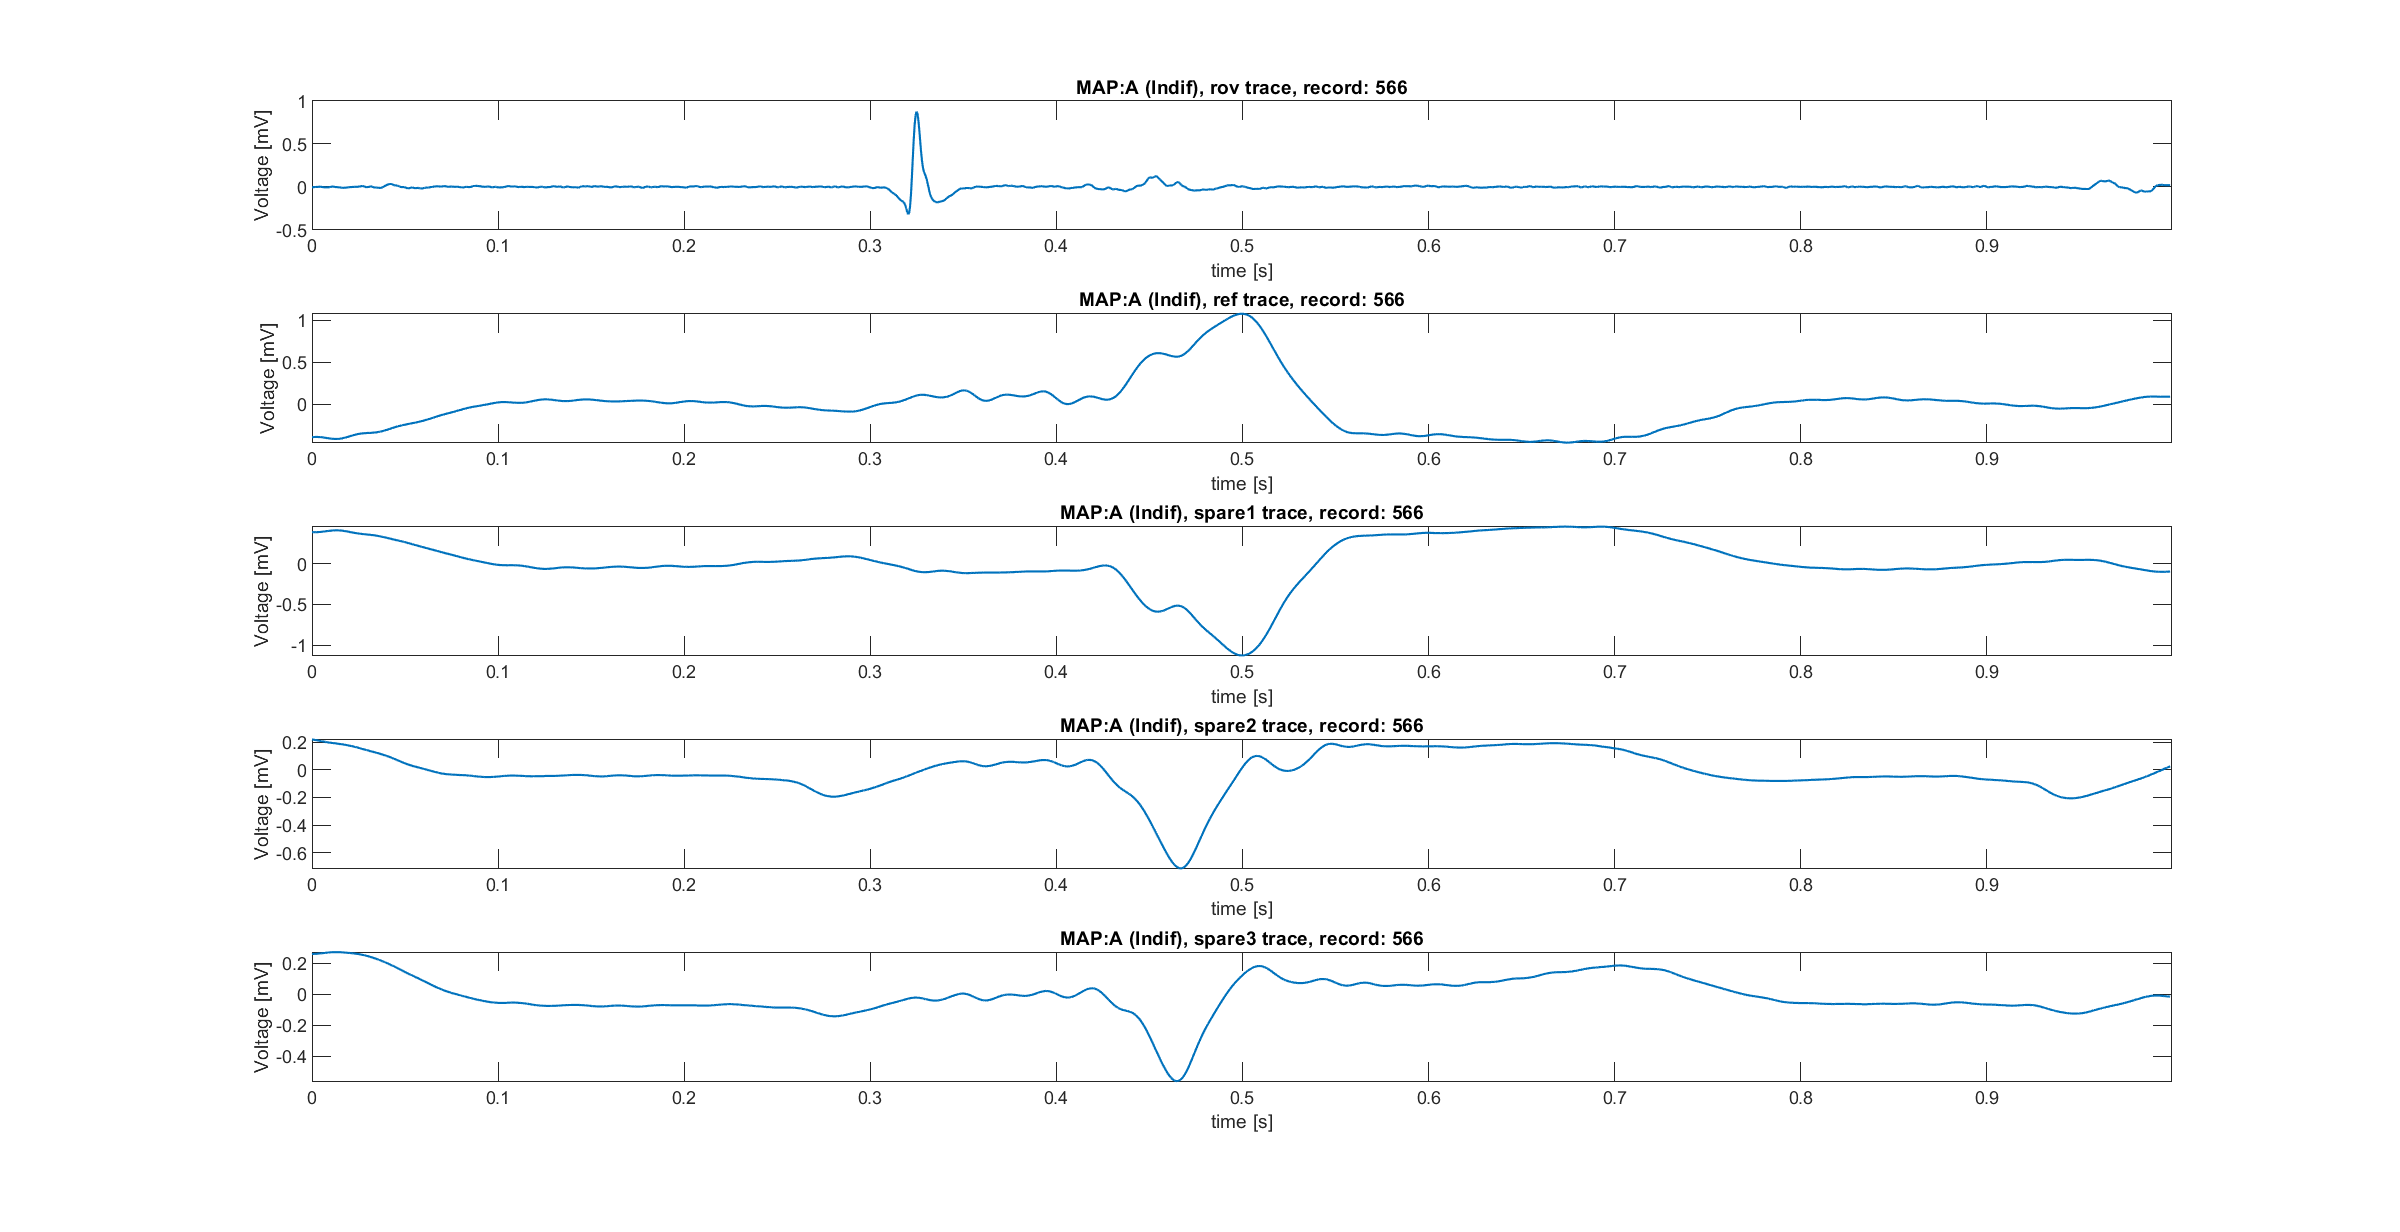 MAP:A (Indif), rov trace, record: 566
Voltage [mV]
1
0.5
0
-0.5
0 0.1 0.2 0.3 0.4 0.5 0.6 0.7 0.8 0.9
time [s]
MAP:A (Indif), ref trace, record: 566
Voltage [mV]
1
0.5
0
0 0.1 0.2 0.3 0.4 0.5 0.6 0.7 0.8 0.9
time [s]
MAP:A (Indif), spare1 trace, record: 566
Voltage [mV]
0
-0.5
-1
0 0.1 0.2 0.3 0.4 0.5 0.6 0.7 0.8 0.9
time [s]
MAP:A (Indif), spare2 trace, record: 566
Voltage [mV]
0.2
0
-0.2
-0.4
-0.6
0 0.1 0.2 0.3 0.4 0.5 0.6 0.7 0.8 0.9
time [s]
MAP:A (Indif), spare3 trace, record: 566
Voltage [mV]
0.2
0
-0.2
-0.4
0 0.1 0.2 0.3 0.4 0.5 0.6 0.7 0.8 0.9
time [s]